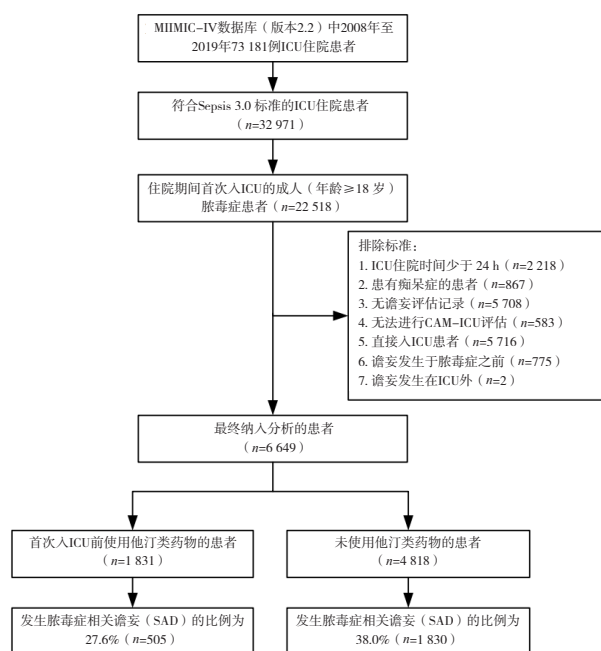 MIIMIC-IV数据库（版本2.2）中2008年至
2019年73 181例ICU住院患者
符合Sepsis 3.0 标准的ICU住院患者
（n=32 971）
住院期间首次入ICU的成人（年龄≥18 岁）
脓毒症患者（n=22 518）
排除标准：
1. ICU住院时间少于 24 h（n=2 218）
2. 患有痴呆症的患者（n=867）
3. 无谵妄评估记录（n=5 708）
4. 无法进行CAM-ICU评估（n=583）
5. 直接入ICU患者（n=5 716）
6. 谵妄发生于脓毒症之前（n=775）
7. 谵妄发生在ICU外（n=2）
最终纳入分析的患者
（n=6 649）
首次入ICU前使用他汀类药物的患者
（n=1 831）
未使用他汀类药物的患者
（n=4 818）
发生脓毒症相关谵妄（SAD）的比例为
27.6%（n=505）
发生脓毒症相关谵妄（SAD）的比例为
38.0%（n=1 830）